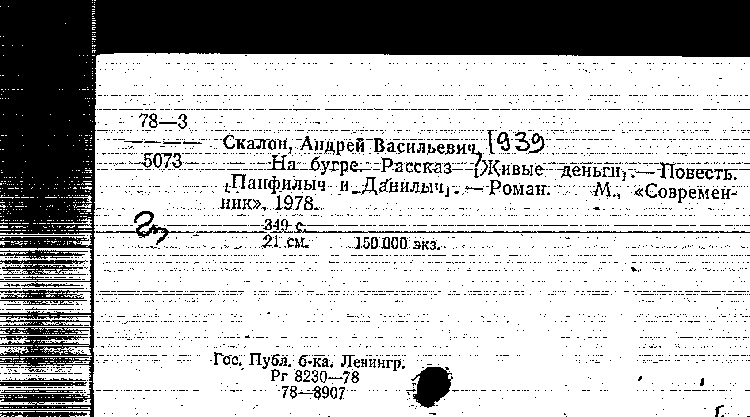 78—3
5073
Скалон, Андрей Васильевич, 1939
На бугре. Рассказ [Живые деньги]. — Повесть.
[Панфилыч и Данилыч]. — Роман. М., «Современ-
ник», 1978.
349 с.
21 см. 150 000 экз.
Гос. Публ. б-ка. Ленингр.
Рг 8230—78
78—8907